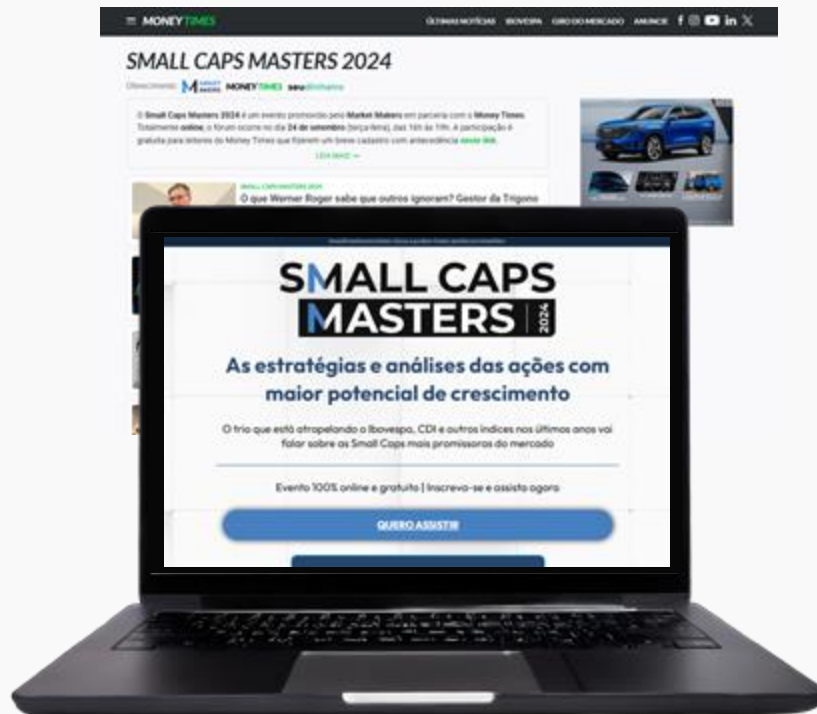 MONEY TIMES
ÚLTIMAS NOTÍCIAS IBOVESPA GIRO DO MERCADO ANUNCIE
SMALL CAPS MASTERS 2024
Oferecimento: MARKET MAKERS MONEY TIMES seudinheiro
O Small Caps Masters 2024 é um evento promovido pelo Market Makers em parceria com o Money Times.
Totalmente online, o fórum ocorre no dia 24 de setembro (terça-feira), das 16h às 19h. A participação é
gratuita para leitores do Money Times que fizerem um breve cadastro com antecedência neste link.
LEIA MAIS
SMALL CAPS MASTERS 2024
O que Werner Roger sabe que outros ignoram? Gestor da Trígono
SMALL CAPS
MASTERS 2024
As estratégias e análises das ações com
maior potencial de crescimento
O trio que está atropelando o Ibovespa, CDI e outros índices nos últimos anos vai
falar sobre as Small Caps mais promissoras do mercado
Evento 100% online e gratuito | Inscreva-se e assista agora
QUERO ASSISTIR